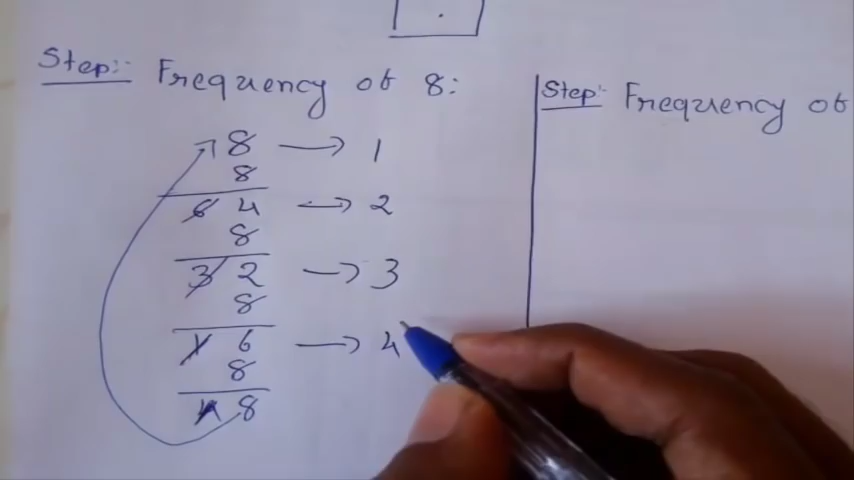 Step:- Frequency of 8:
8 → 1
8
6 4 → 2
8
3 2 → 3
8
1 6 → 4
8
4 8
Step:- Frequency of